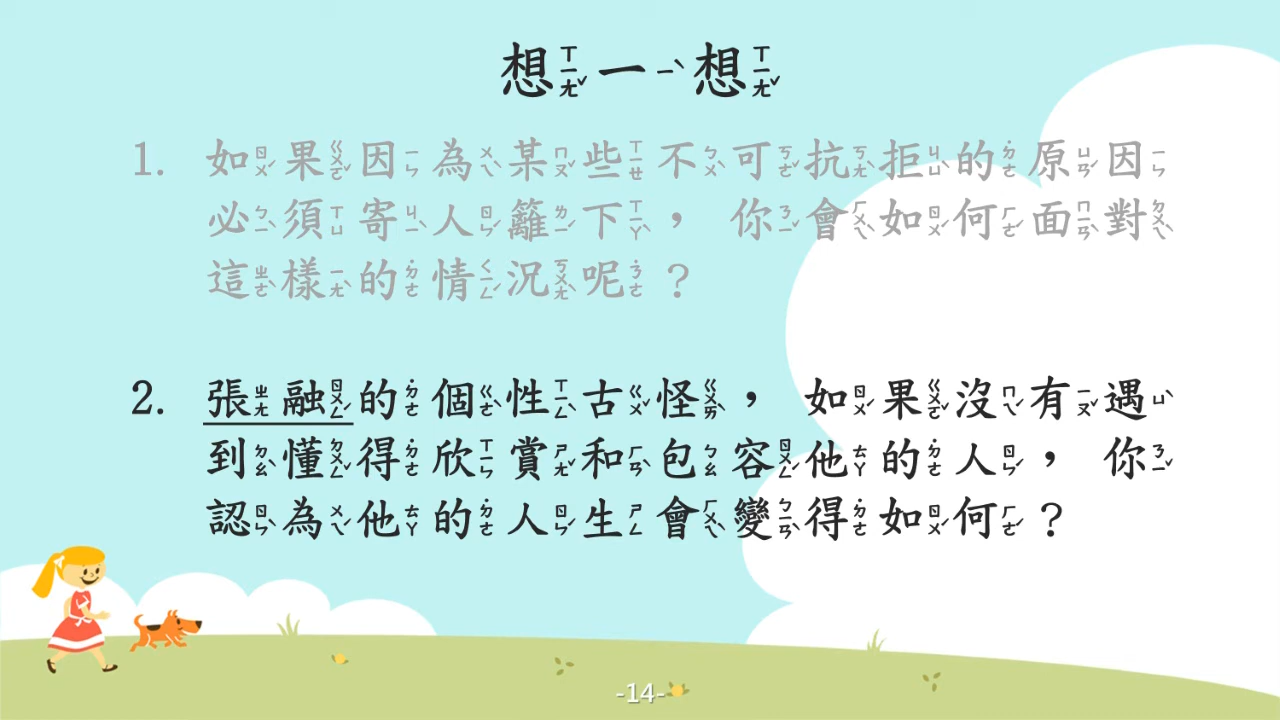 想一想
1. 如果因為某些不可抗拒的原因
必須寄人籬下，你會如何面對
這樣的情況呢？
2. 張融的個性古怪，如果沒有遇
到懂得欣賞和包容他的人，你
認為他的人生會變得如何？
-14-